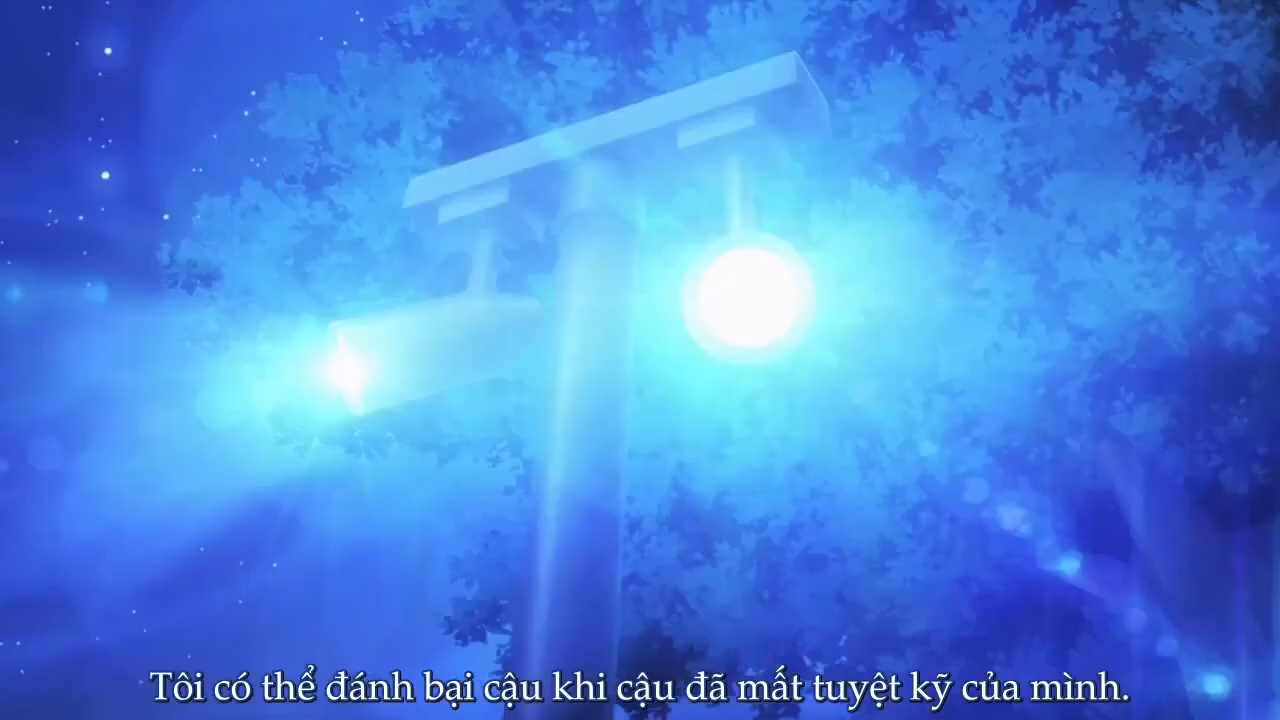 Tôi có thể đánh bại cậu khi cậu đã mất tuyệt kỹ của mình.